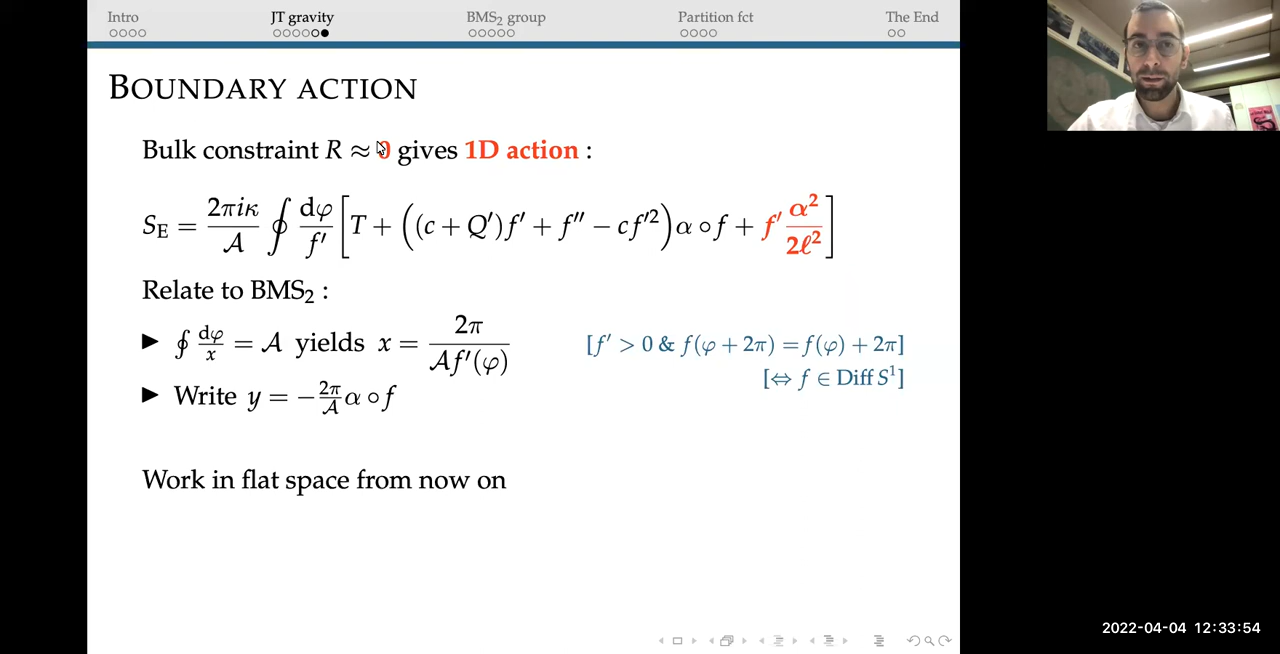 Intro JT gravity BMS₂ group Partition fct The End
BOUNDARY ACTION
Bulk constraint R ≈ 0 gives 1D action :
S_E = 2πiκ/𝒜 ∮ dφ/f′ [T + ((c + Q′)f′ + f″ − cf′²)α ∘ f + f′ α²/2ℓ²]
Relate to BMS₂ :
▶ ∮ dφ/x = 𝒜 yields x = 2π/𝒜f′(φ) [f′ > 0 & f(φ + 2π) = f(φ) + 2π]
[⇔ f ∈ Diff S¹]
▶ Write y = −2π/𝒜 α ∘ f
Work in flat space from now on
2022-04-04 12:33:54